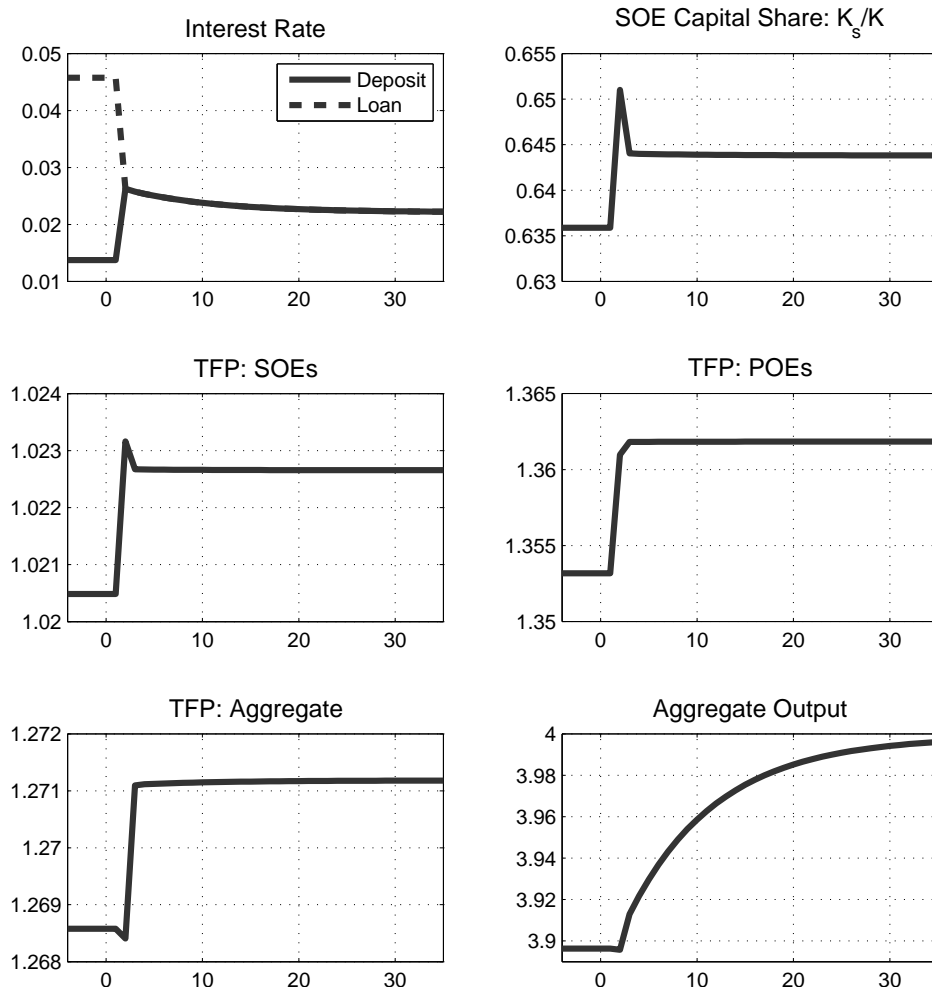 Interest Rate
0.05
0.04
0.03
0.02
0.01
Deposit
Loan
0 10 20 30
SOE Capital Share: K_s/K
0.655
0.65
0.645
0.64
0.635
0.63
0 10 20 30
TFP: SOEs
1.024
1.023
1.022
1.021
1.02
0 10 20 30
TFP: POEs
1.365
1.36
1.355
1.35
0 10 20 30
TFP: Aggregate
1.272
1.271
1.27
1.269
1.268
0 10 20 30
Aggregate Output
4
3.98
3.96
3.94
3.92
3.9
0 10 20 30